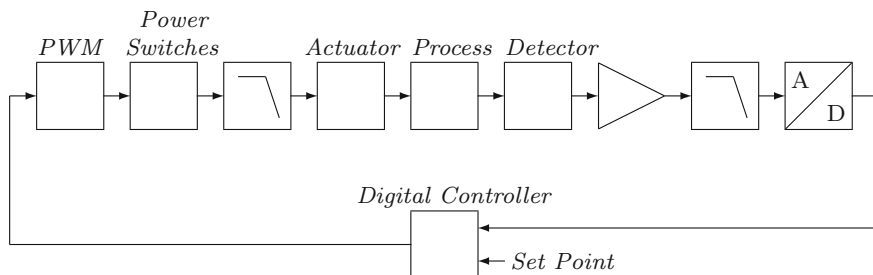 Power
PWM Switches Actuator Process Detector
A
D
Digital Controller
Set Point